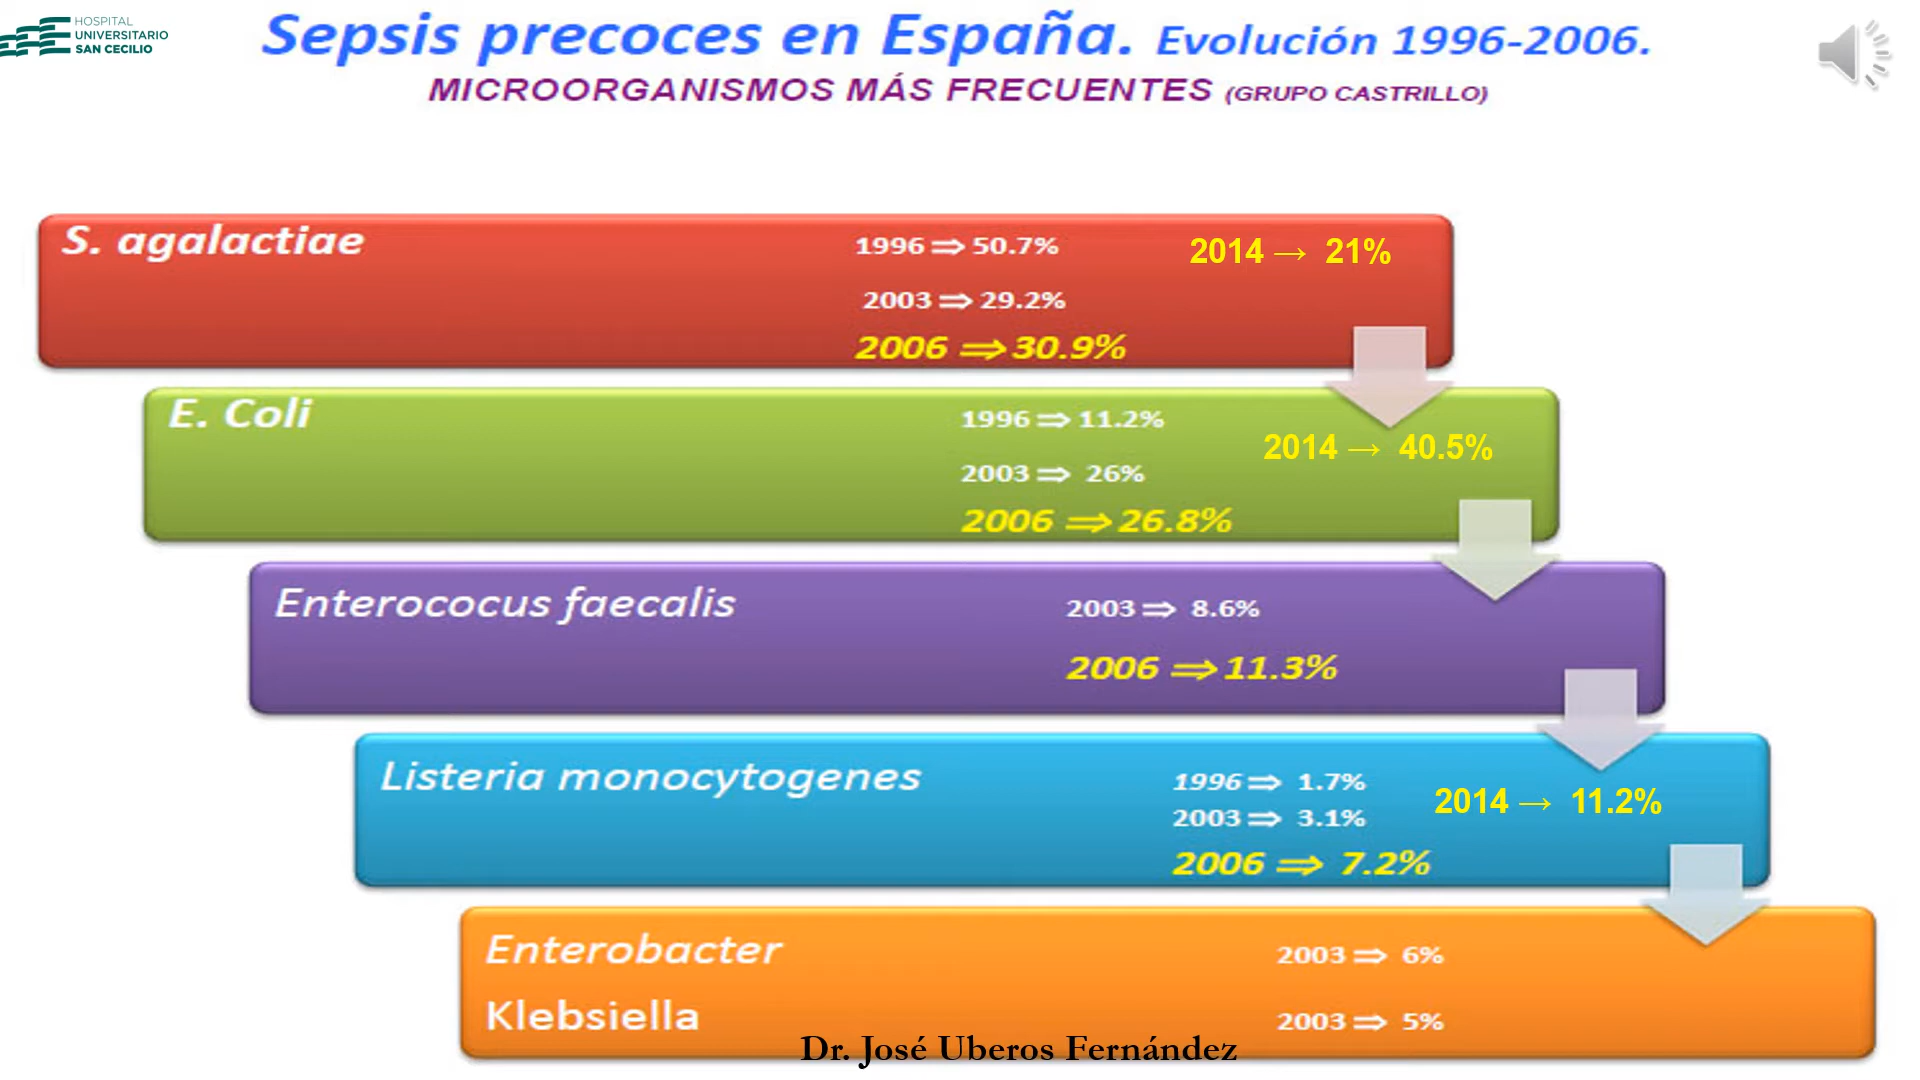 HOSPITAL
UNIVERSITARIO
SAN CECILIO
Sepsis precoces en España. Evolución 1996-2006.
MICROORGANISMOS MÁS FRECUENTES (GRUPO CASTRILLO)
S. agalactiae
1996 ⇒ 50.7%
2014 → 21%
2003 ⇒ 29.2%
2006 ⇒ 30.9%
E. Coli
1996 ⇒ 11.2%
2014 → 40.5%
2003 ⇒ 26%
2006 ⇒ 26.8%
Enterococus faecalis
2003 ⇒ 8.6%
2006 ⇒ 11.3%
Listeria monocytogenes
1996 ⇒ 1.7%
2014 → 11.2%
2003 ⇒ 3.1%
2006 ⇒ 7.2%
Enterobacter
2003 ⇒ 6%
Klebsiella
2003 ⇒ 5%
Dr. José Uberos Fernández